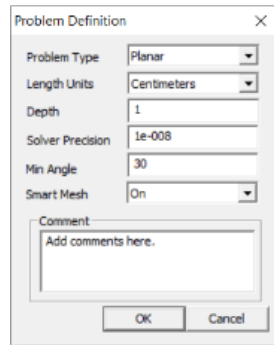 Problem Definition
Problem Type Planar
Length Units Centimeters
Depth 1
Solver Precision 1e-008
Min Angle 30
Smart Mesh On
Comment
Add comments here.
OK Cancel